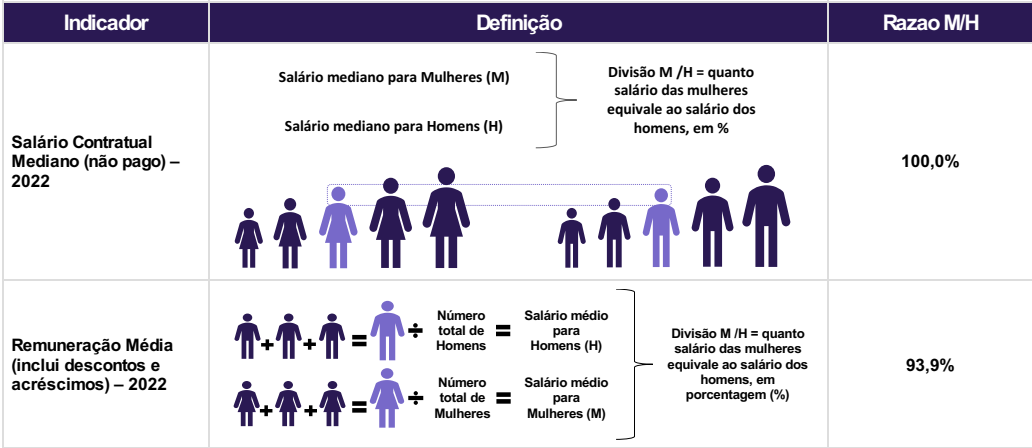 Indicador
Definição
Razao M/H
Salário Contratual
Mediano (não pago) –
2022
Salário mediano para Mulheres (M)
Salário mediano para Homens (H)
Divisão M /H = quanto
salário das mulheres
equivale ao salário dos
homens, em %
100,0%
Remuneração Média
(inclui descontos e
acréscimos) – 2022
+ + = ÷
Número
total de
Homens
=
Salário médio
para
Homens (H)
+ + = ÷
Número
total de
Mulheres
=
Salário médio
para
Mulheres (M)
Divisão M /H = quanto
salário das mulheres
equivale ao salário dos
homens, em
porcentagem (%)
93,9%